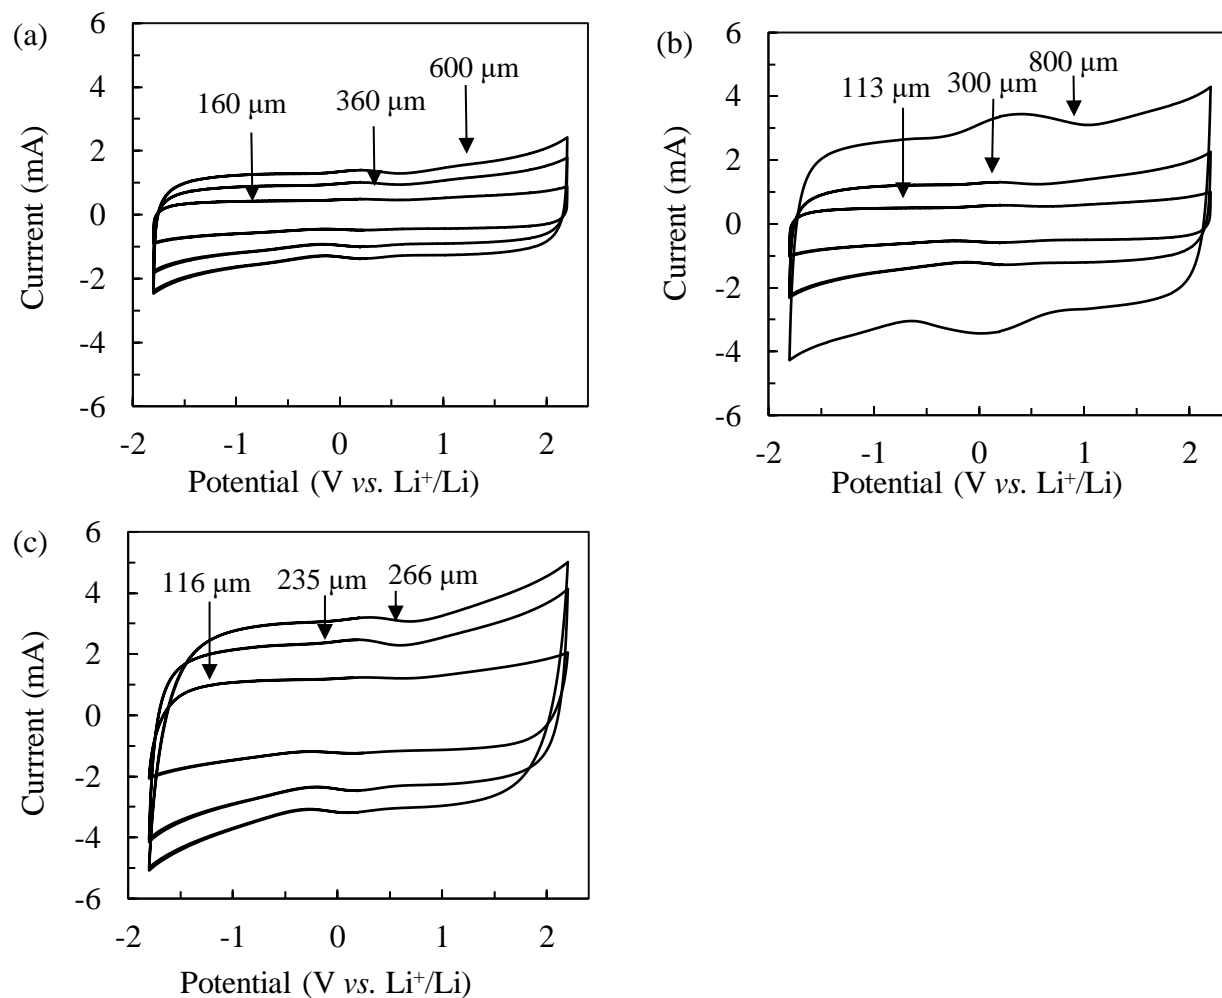 (a)
6
4
2
0
-2
-4
-6
Currrent (mA)
160 μm
360 μm
600 μm
-2 -1 0 1 2
Potential (V vs. Li⁺/Li)
(b)
6
4
2
0
-2
-4
-6
Currrent (mA)
113 μm
300 μm
800 μm
-2 -1 0 1 2
Potential (V vs. Li⁺/Li)
(c)
6
4
2
0
-2
-4
-6
Currrent (mA)
116 μm
235 μm
266 μm
-2 -1 0 1 2
Potential (V vs. Li⁺/Li)